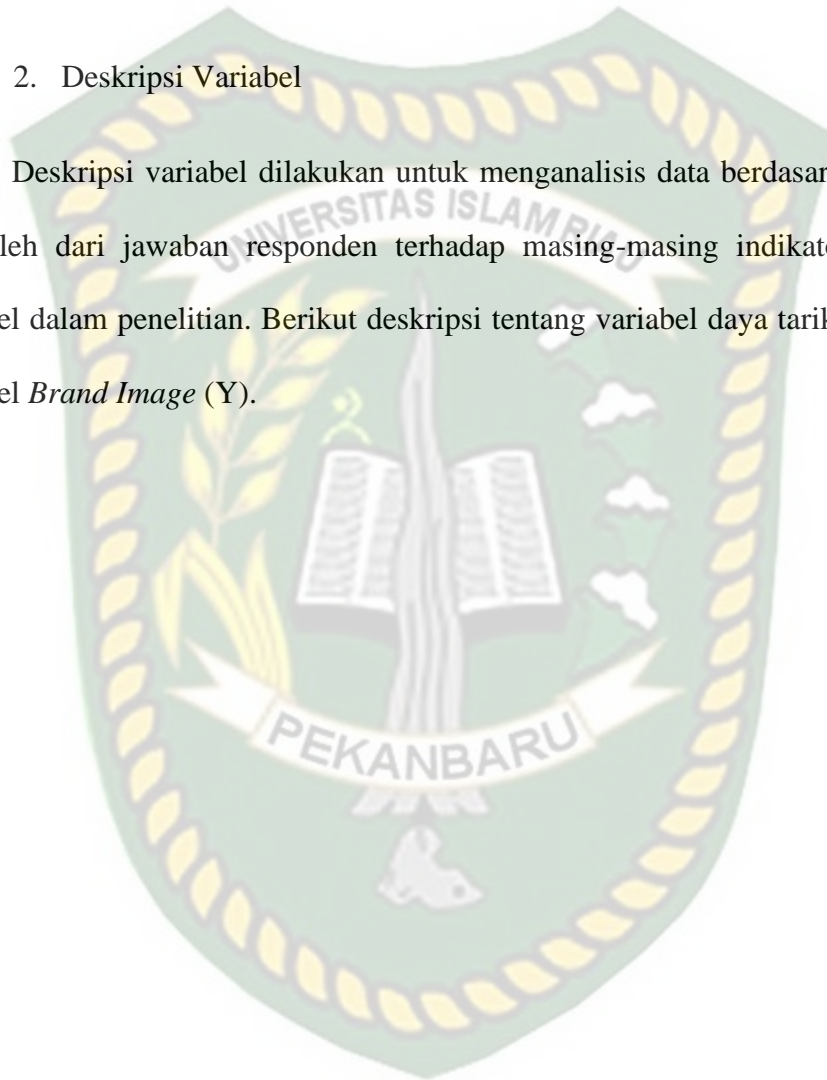 2. Deskripsi Variabel
Deskripsi variabel dilakukan untuk menganalisis data berdasar
leh dari jawaban responden terhadap masing-masing indikato
el dalam penelitian. Berikut deskripsi tentang variabel daya tarik
el Brand Image (Y).
UNIVERSITAS ISLAM RIAU
PEKANBARU